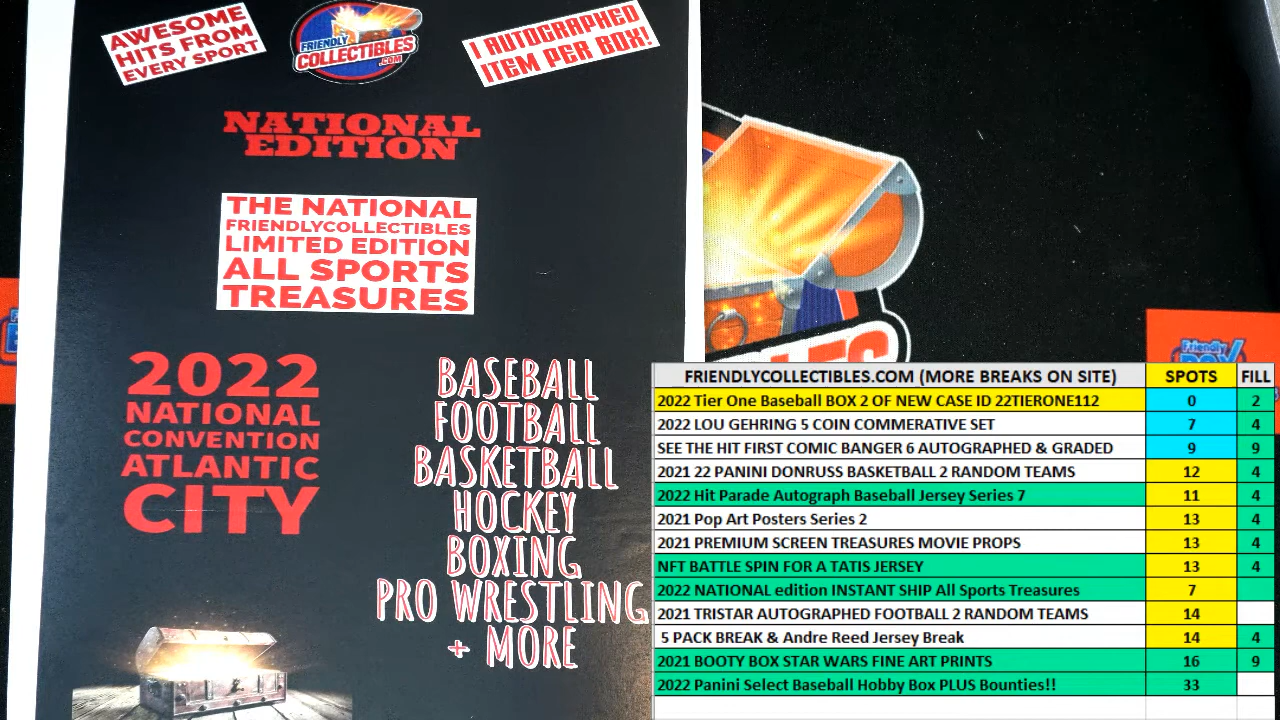 AWESOME
HITS FROM
EVERY SPORT
FRIENDLY
COLLECTIBLES
.COM
1 AUTOGRAPHED
ITEM PER BOX!
NATIONAL
EDITION
THE NATIONAL
FRIENDLYCOLLECTIBLES
LIMITED EDITION
ALL SPORTS
TREASURES
2022
NATIONAL
CONVENTION
ATLANTIC
CITY
BASEBALL
FOOTBALL
BASKETBALL
HOCKEY
BOXING
PRO WRESTLING
+ MORE
Friendly
FRIENDLYCOLLECTIBLES.COM (MORE BREAKS ON SITE) SPOTS FILL
2022 Tier One Baseball BOX 2 OF NEW CASE ID 22TIERONE112 0 2
2022 LOU GEHRING 5 COIN COMMERATIVE SET 7 4
SEE THE HIT FIRST COMIC BANGER 6 AUTOGRAPHED & GRADED 9 9
2021 22 PANINI DONRUSS BASKETBALL 2 RANDOM TEAMS 12 4
2022 Hit Parade Autograph Baseball Jersey Series 7 11 4
2021 Pop Art Posters Series 2 13 4
2021 PREMIUM SCREEN TREASURES MOVIE PROPS 13 4
NFT BATTLE SPIN FOR A TATIS JERSEY 13 4
2022 NATIONAL edition INSTANT SHIP All Sports Treasures 7
2021 TRISTAR AUTOGRAPHED FOOTBALL 2 RANDOM TEAMS 14
5 PACK BREAK & Andre Reed Jersey Break 14 4
2021 BOOTY BOX STAR WARS FINE ART PRINTS 16 9
2022 Panini Select Baseball Hobby Box PLUS Bounties!! 33